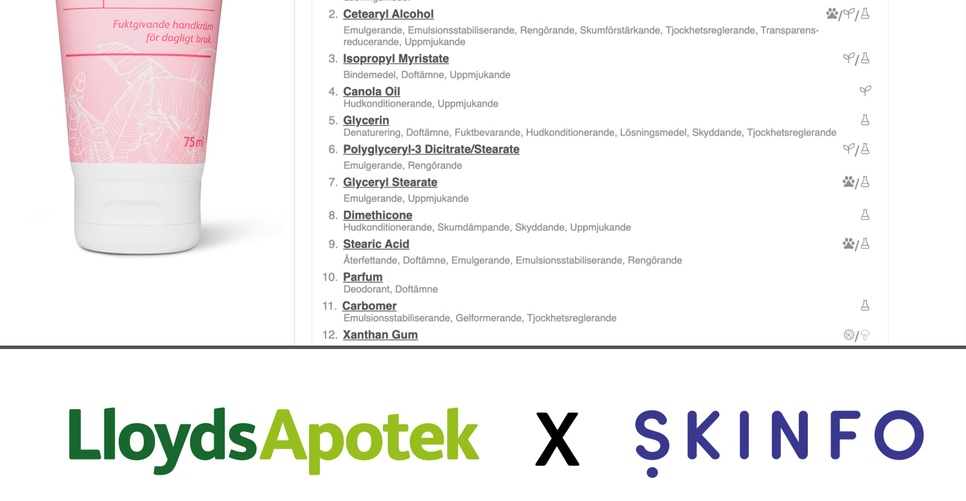 Fuktgivande handkräm
för dagligt bruk.
75 ml
2. Cetearyl Alcohol
Emulgerande, Emulsionsstabiliserande, Rengörande, Skumförstärkande, Tjockhetsreglerande, Transparens-
reducerande, Uppmjukande
3. Isopropyl Myristate
Bindemedel, Doftämne, Uppmjukande
4. Canola Oil
Hudkonditionerande, Uppmjukande
5. Glycerin
Denaturering, Doftämne, Fuktbevarande, Hudkonditionerande, Lösningsmedel, Skyddande, Tjockhetsreglerande
6. Polyglyceryl-3 Dicitrate/Stearate
Emulgerande, Rengörande
7. Glyceryl Stearate
Emulgerande, Uppmjukande
8. Dimethicone
Hudkonditionerande, Skumdämpande, Skyddande, Uppmjukande
9. Stearic Acid
Återfettande, Doftämne, Emulgerande, Emulsionsstabiliserande, Rengörande
10. Parfum
Deodorant, Doftämne
11. Carbomer
Emulsionsstabiliserande, Gelformerande, Tjockhetsreglerande
12. Xanthan Gum
LloydsApotek X SKINFO